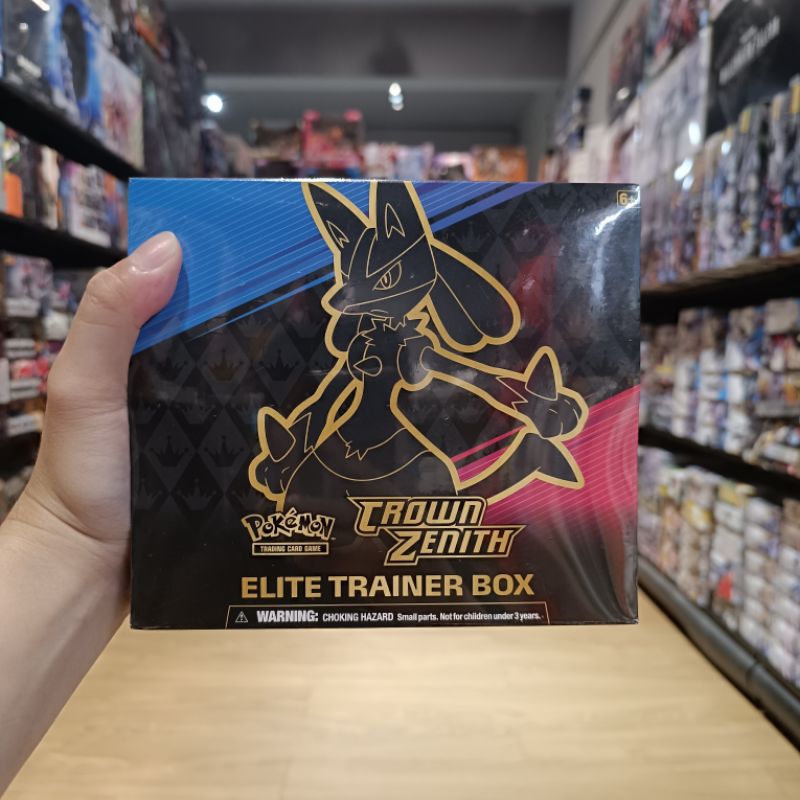 6+
Pokémon
TRADING CARD GAME
CROWN
ZENITH
ELITE TRAINER BOX
WARNING: CHOKING HAZARD Small parts. Not for children under 3 years.